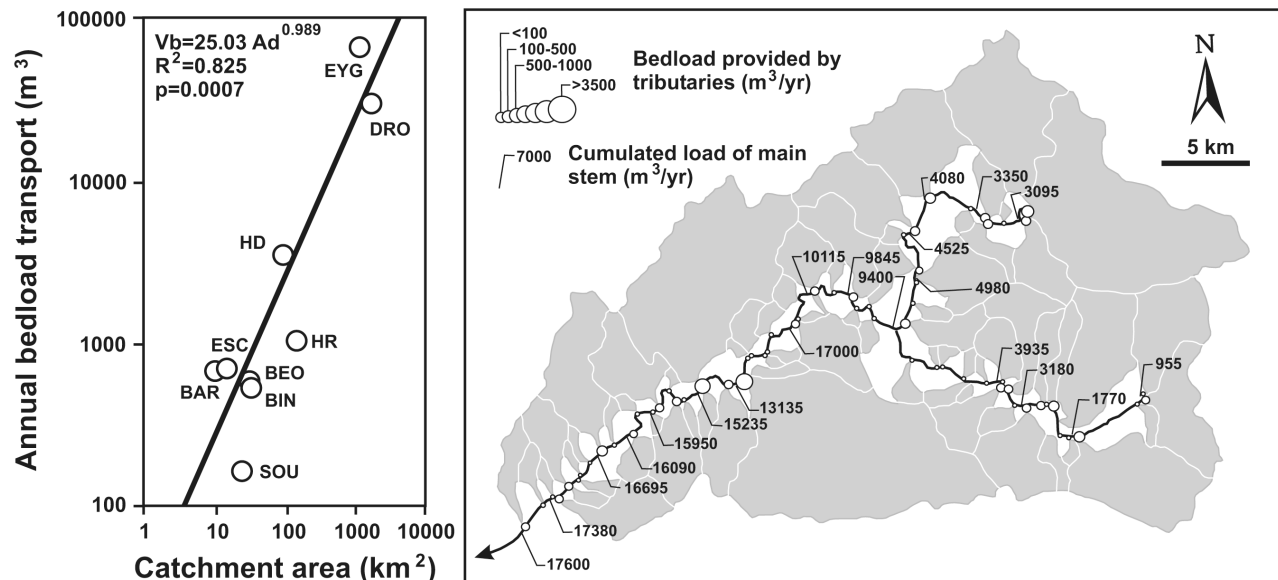 Annual bedload transport (m³)
100000
10000
1000
100
Vb=25.03 Ad^0.989
R²=0.825
p=0.0007
EYG
DRO
HD
HR
ESC
BAR
BEO
BIN
SOU
1 10 100 1000 10000
Catchment area (km²)
<100
100-500
500-1000
>3500
Bedload provided by
tributaries (m³/yr)
7000
Cumulated load of main
stem (m³/yr)
N
5 km
4080
3350
3095
4525
4980
10115
9845
9400
17000
3935
3180
955
1770
13135
15235
15950
16090
16695
17380
17600